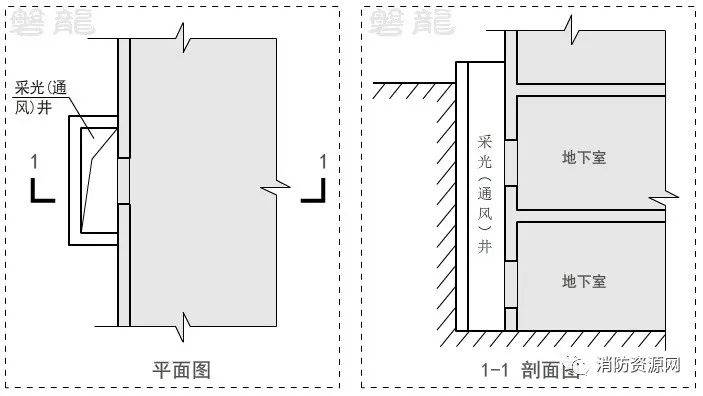 磐龍
采光(通
风)井
1
1
平面图
磐龍
采光(通风)井
地下室
地下室
1-1 剖面图
消防资源网